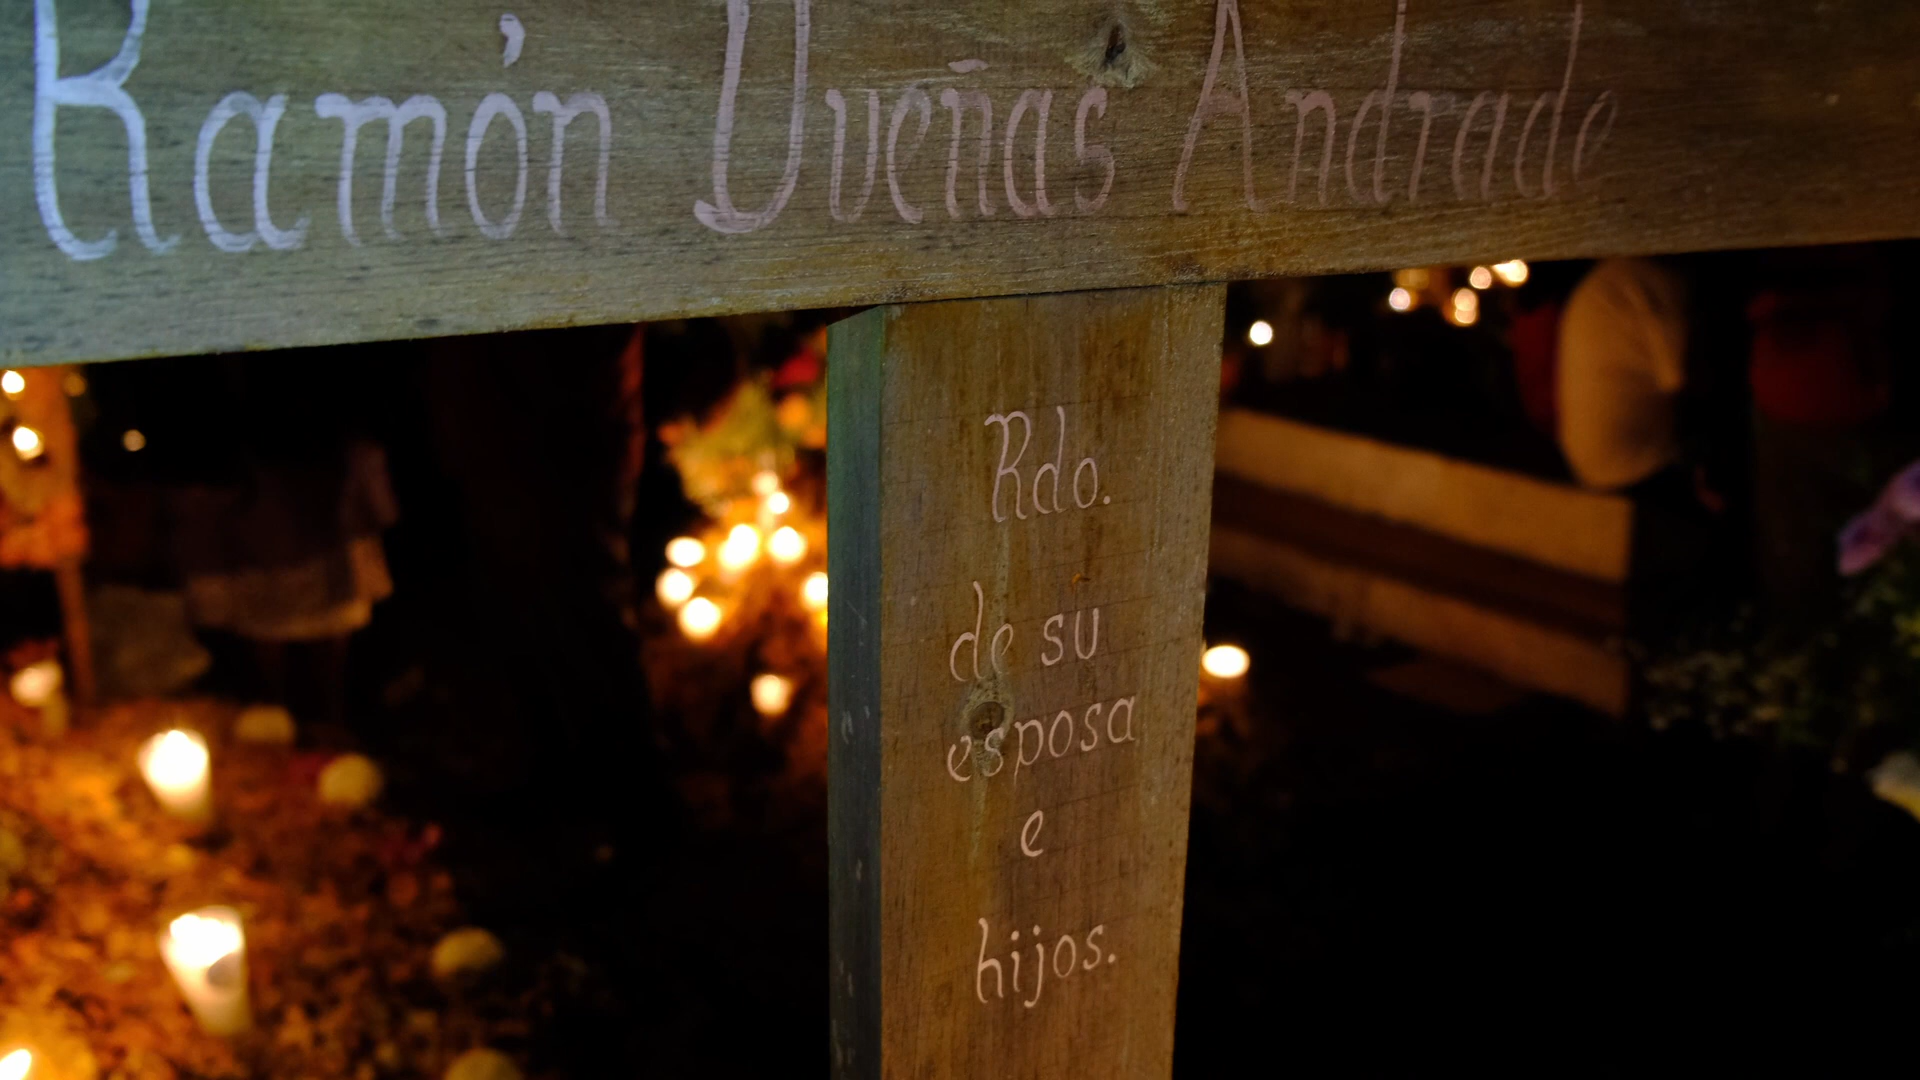 Ramón Dueñas Andrade
Rdo.
de su
esposa
e
hijos.